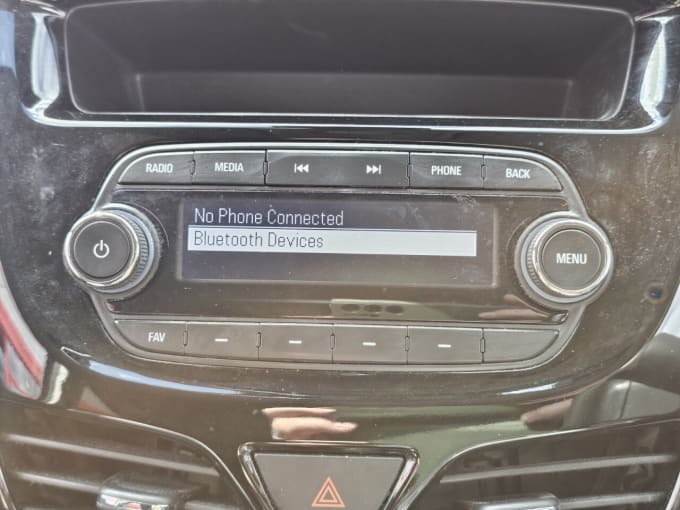 RADIO MEDIA PHONE BACK
No Phone Connected
Bluetooth Devices
MENU
FAV